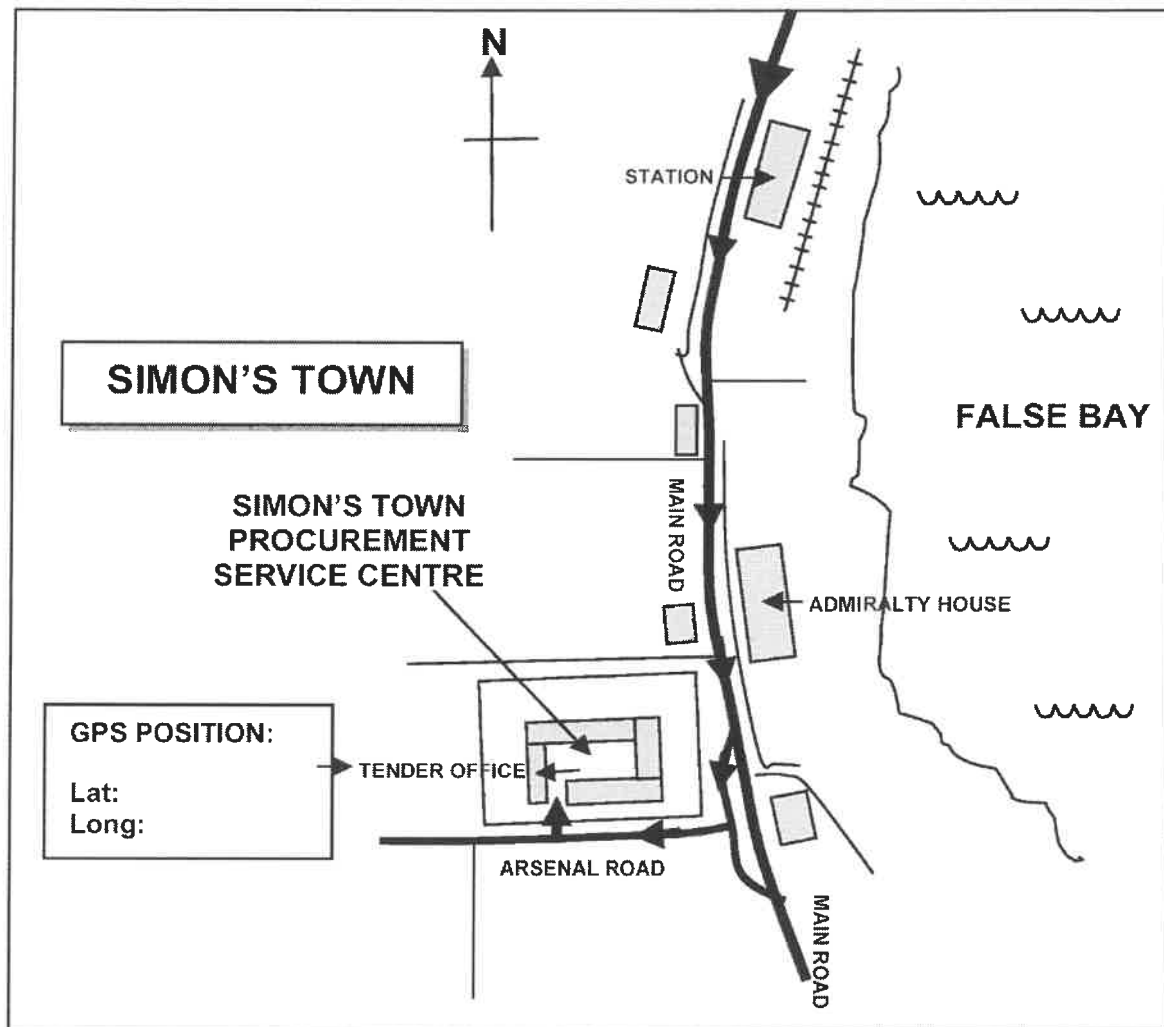 N
STATION
SIMON'S TOWN
FALSE BAY
MAIN ROAD
SIMON'S TOWN
PROCUREMENT
SERVICE CENTRE
ADMIRALTY HOUSE
GPS POSITION:
Lat:
Long:
TENDER OFFICE
ARSENAL ROAD
MAIN ROAD